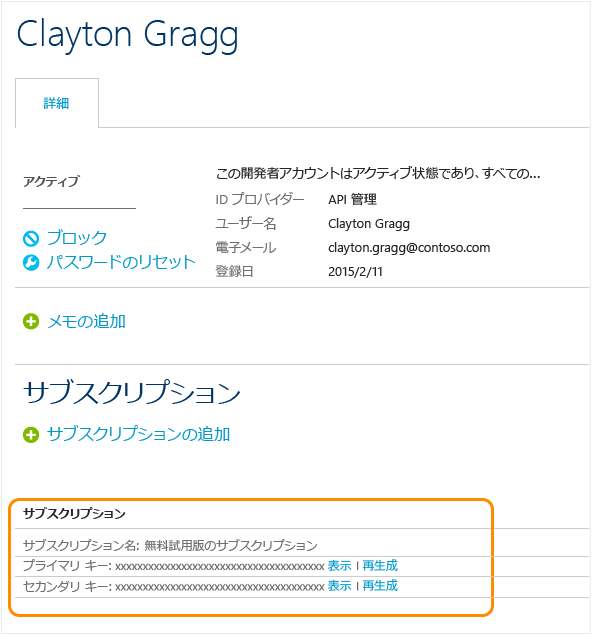 Clayton Gragg
詳細
アクティブ
この開発者アカウントはアクティブ状態であり、すべての...
ID プロバイダー API 管理
ユーザー名 Clayton Gragg
電子メール clayton.gragg@contoso.com
登録日 2015/2/11
ブロック
パスワードのリセット
メモの追加
サブスクリプション
サブスクリプションの追加
サブスクリプション
サブスクリプション名: 無料試用版のサブスクリプション
プライマリ キー: xxxxxxxxxxxxxxxxxxxxxxxxxxxxxxxxxxxxxx 表示 | 再生成
セカンダリ キー: xxxxxxxxxxxxxxxxxxxxxxxxxxxxxxxxxxxxxx 表示 | 再生成